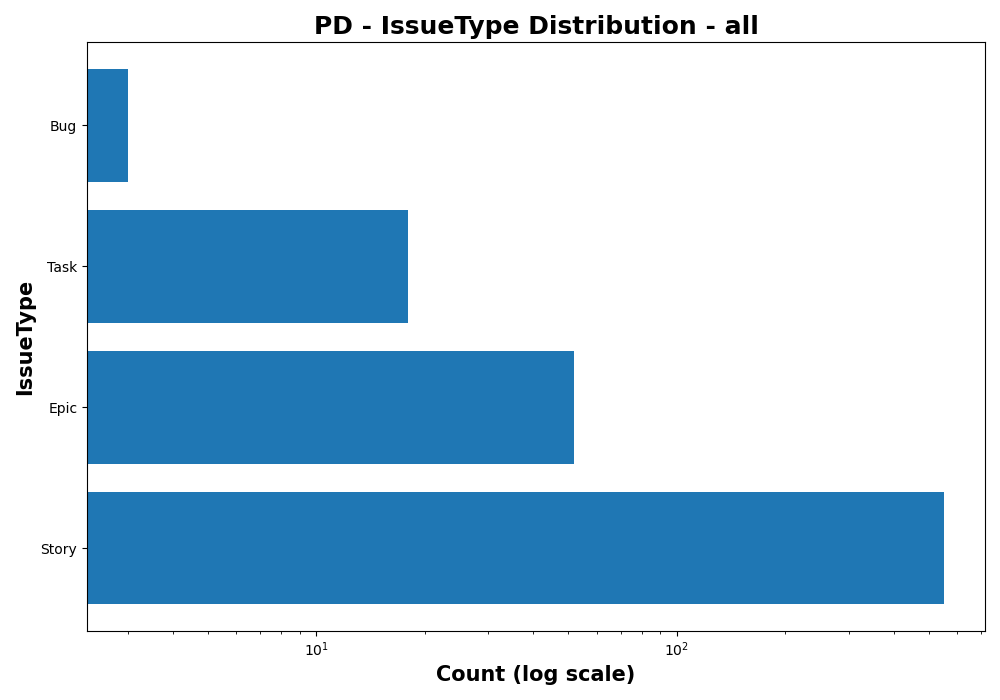 PD - IssueType Distribution - all
IssueType
Bug
Task
Epic
Story
10¹
10²
Count (log scale)